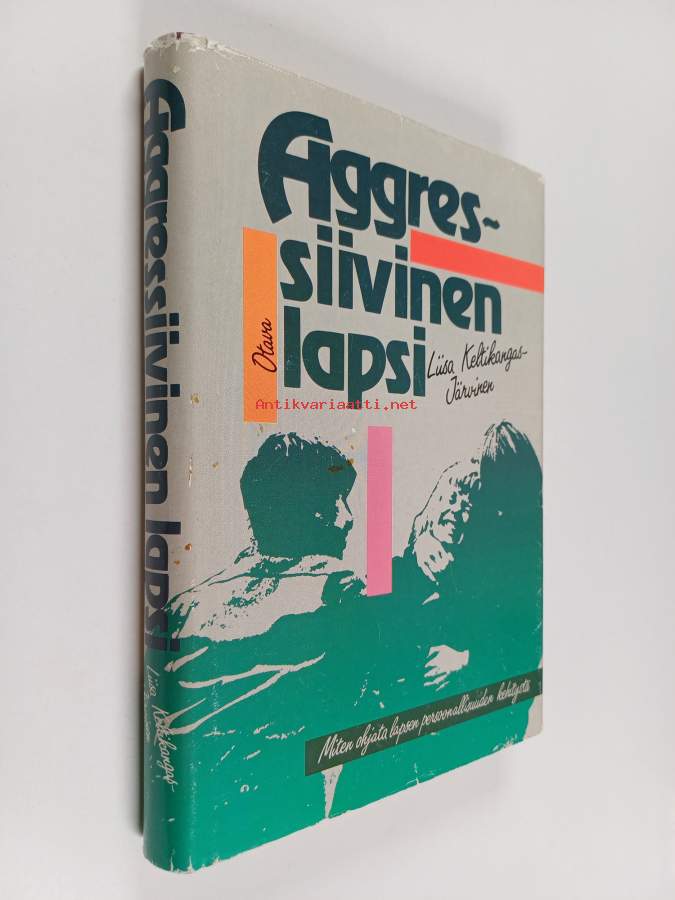 Aggressiivinen lapsi
Liisa Keltikangas-
Aggres-
siivinen
lapsi
Otava
Liisa Keltikangas-
Järvinen
Antikvariaatti.net
Miten ohjata lapsen persoonallisuuden kehitystä